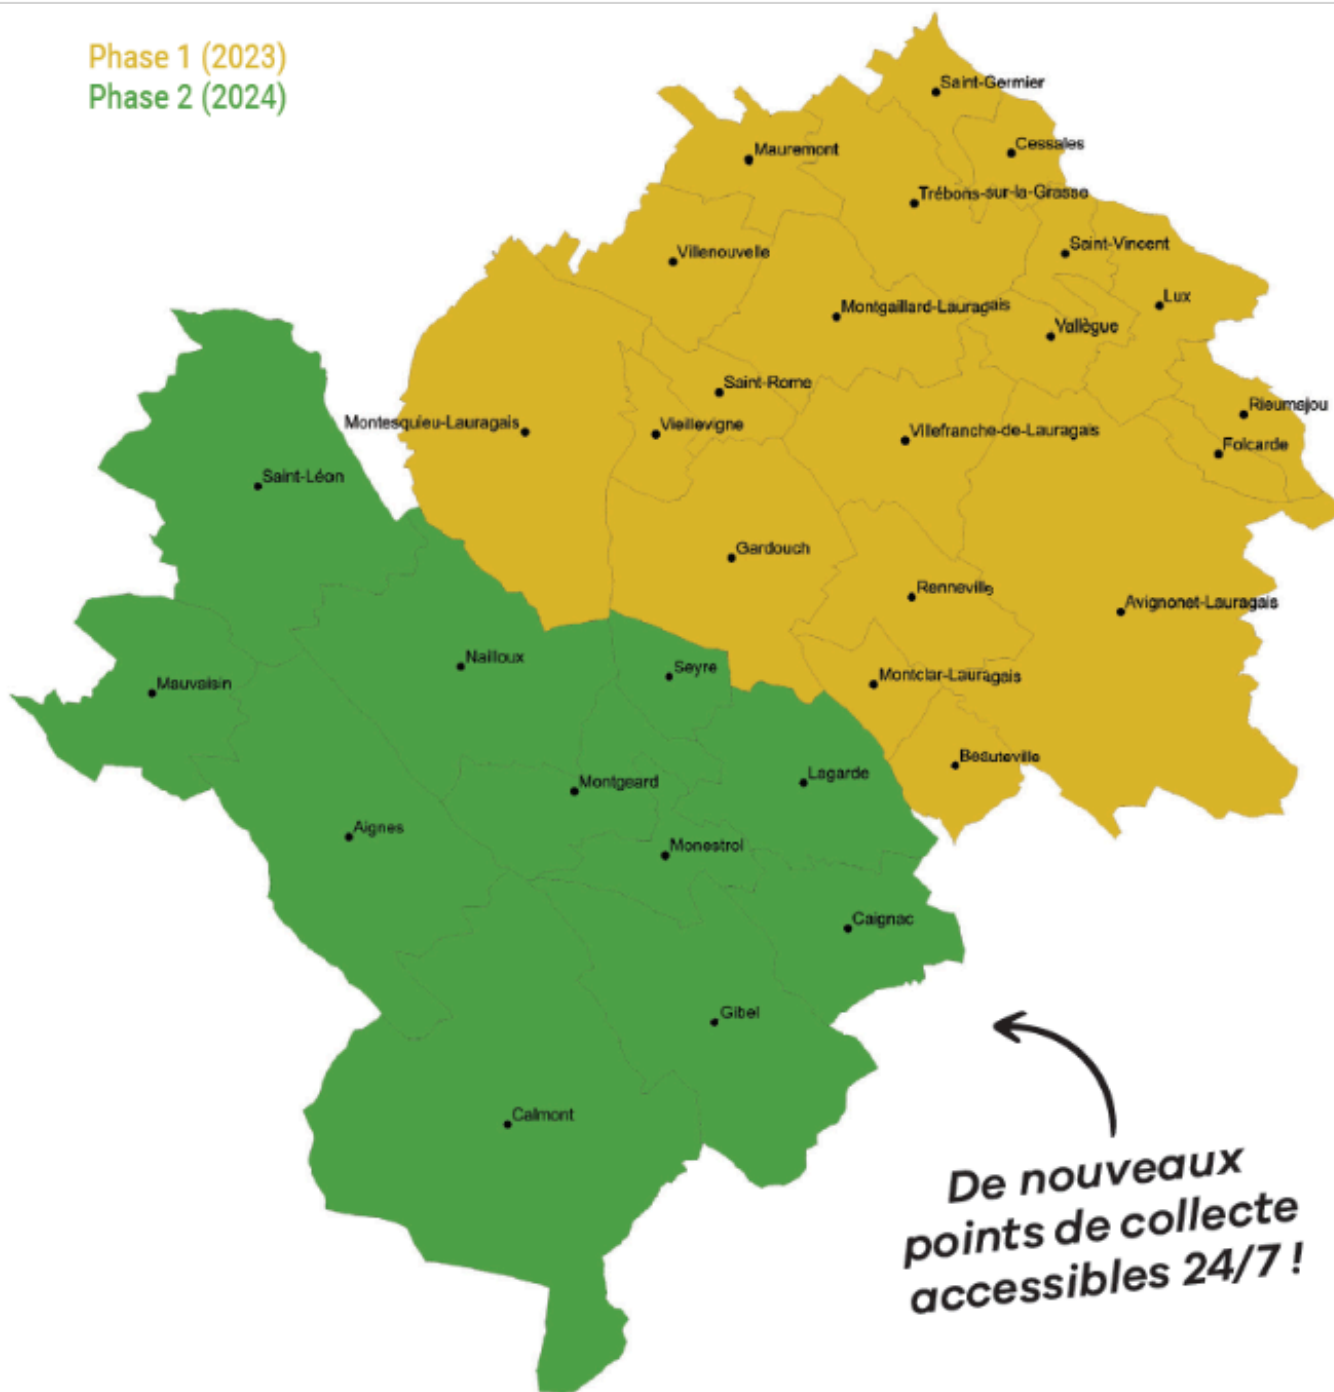 Phase 1 (2023)
Phase 2 (2024)
Saint-Germier
Cessales
Mauremont
Trébons-sur-la-Grasse
Saint-Vincent
Villenouvelle
Lux
Montgaillard-Lauragais
Vallègue
Saint-Rome
Rieumajou
Montesquieu-Lauragais
Vieillevigne
Villefranche-de-Lauragais
Folcarde
Saint-Léon
Gardouch
Renneville
Avignonet-Lauragais
Nailloux
Seyre
Montclar-Lauragais
Mauvaisin
Beauteville
Lagarde
Montgeard
Aignes
Monestrol
Caignac
Gibel
Calmont
De nouveaux
points de collecte
accessibles 24/7 !